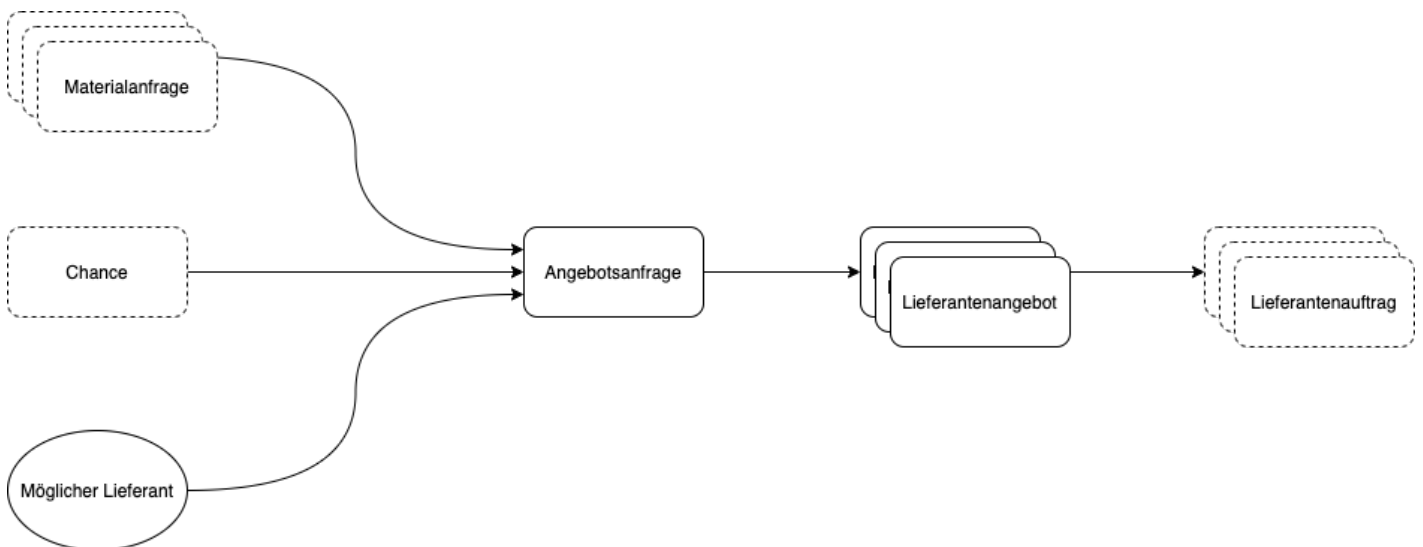 Materialanfrage
Chance
Angebotsanfrage
Lieferantenangebot
Lieferantenauftrag
Möglicher Lieferant